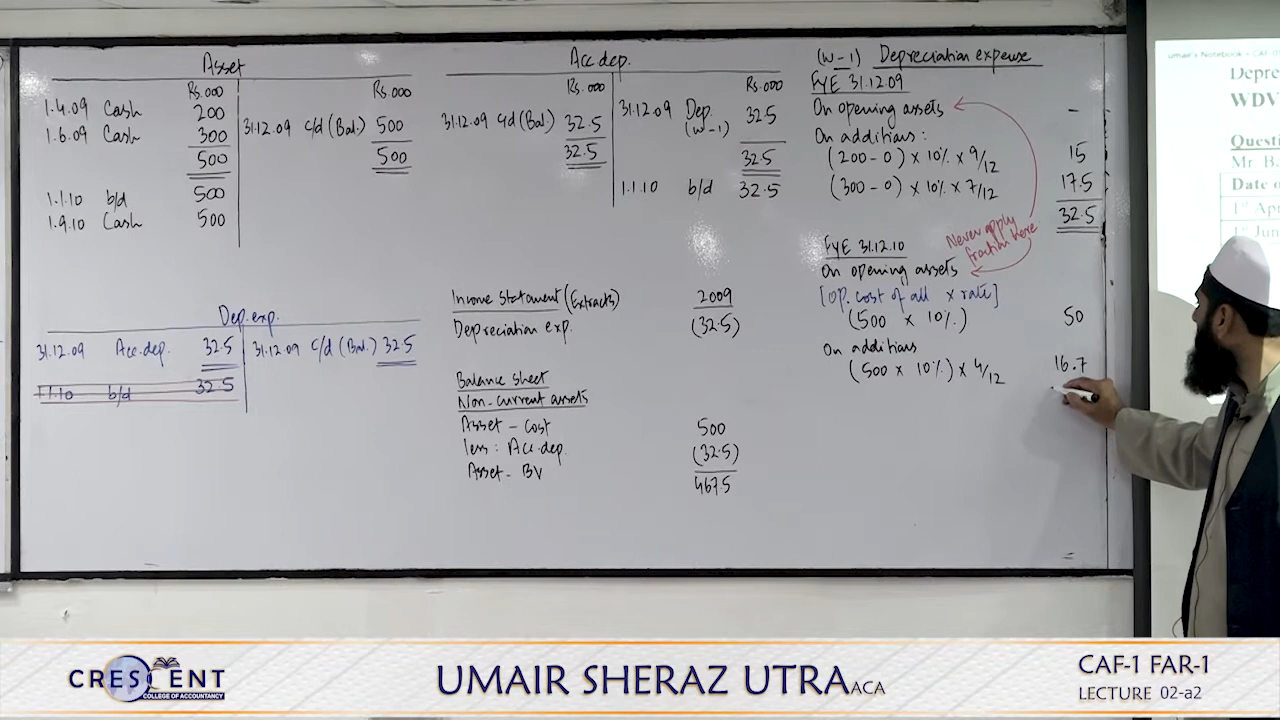 Asset
Rs.000 Rs.000
1.4.09 Cash 200
1.6.09 Cash 300 31.12.09 c/d (Bal.) 500
500 500
1.1.10 b/d 500
1.9.10 Cash 500
Acc dep.
Rs. 000 Rs.000
31.12.09 Dep. 32.5
(W-1)
31.12.09 c/d (Bal.) 32.5
32.5 32.5
1.1.10 b/d 32.5
(W-1) Depreciation expense
FYE 31.12.09
On opening assets -
On additions:
(200-0) x 10% x 9/12 15
(300-0) x 10% x 7/12 17.5
32.5
Never apply
fraction here
FYE 31.12.10
On opening assets
[op. cost of all x rate]
(500 x 10%) 50
On additions
(500 x 10%) x 4/12 16.7
Dep. exp.
31.12.09 Acc. dep. 32.5 31.12.09 c/d (Bal.) 32.5
1.1.10 b/d 32.5
Income Statement (Extracts) 2009
Depreciation exp. (32.5)
Balance sheet
Non-current assets
Asset - Cost 500
less: Acc. dep (32.5)
Asset - BV 467.5
umair's Notebook - CAF-0
Depre
WDV
Questi
Mr. Ba
Date o
1st Apr
1st Jun
CRESCENT
COLLEGE OF ACCOUNTANCY
UMAIR SHERAZ UTRA ACA
CAF-1 FAR-1
LECTURE 02-a2